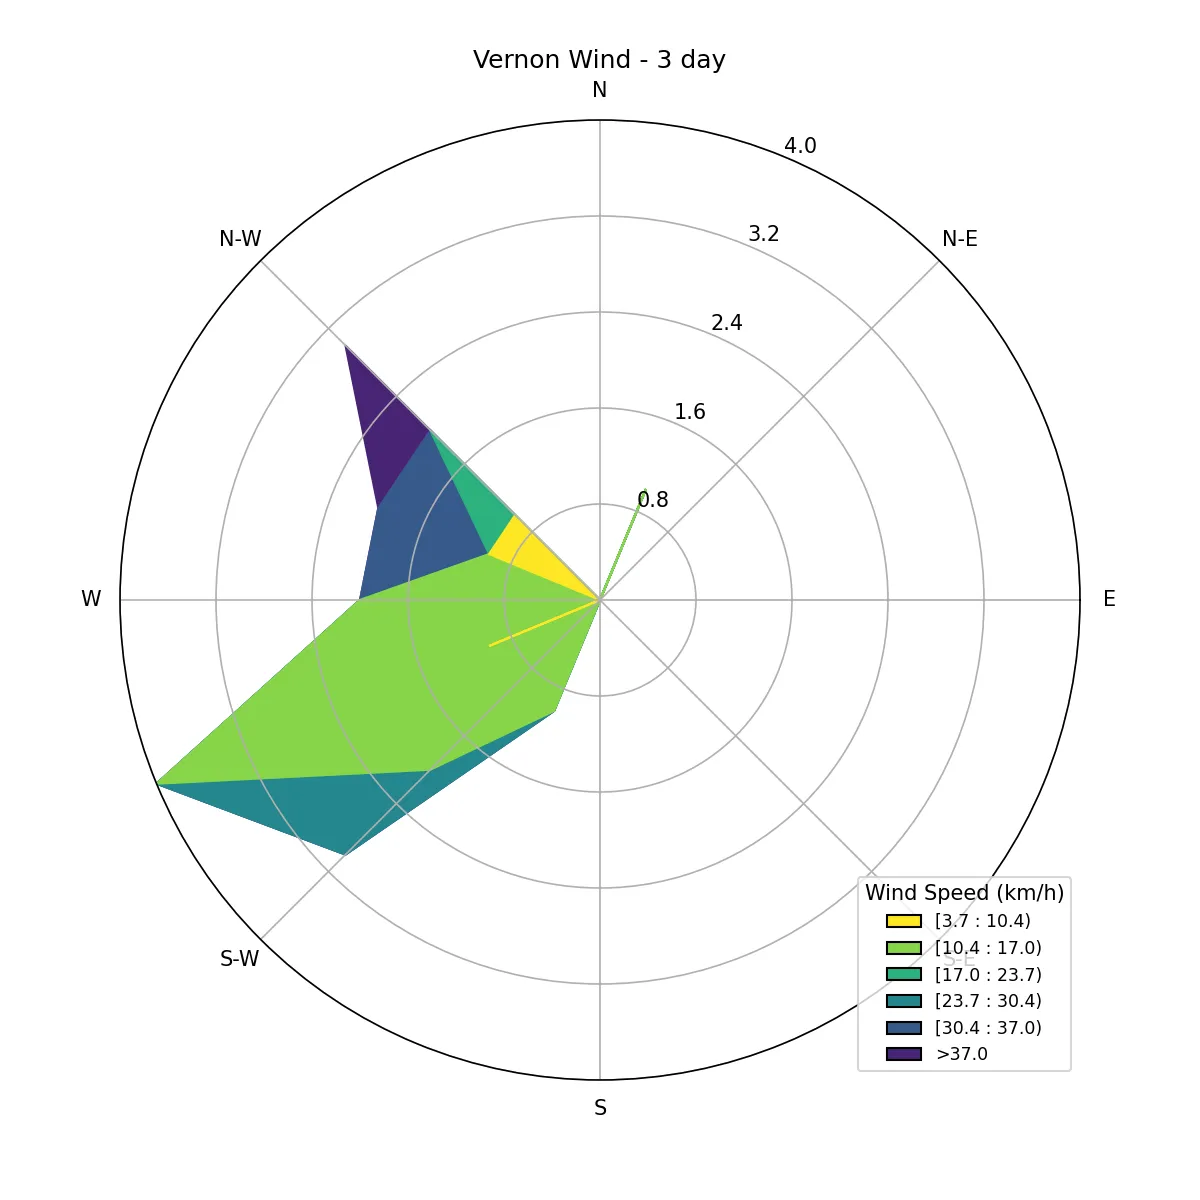 Vernon Wind - 3 day
N
4.0
N-W
3.2
N-E
2.4
1.6
0.8
W
E
S-W
S-E
S
Wind Speed (km/h)
[3.7 : 10.4)
[10.4 : 17.0)
[17.0 : 23.7)
[23.7 : 30.4)
[30.4 : 37.0)
>37.0